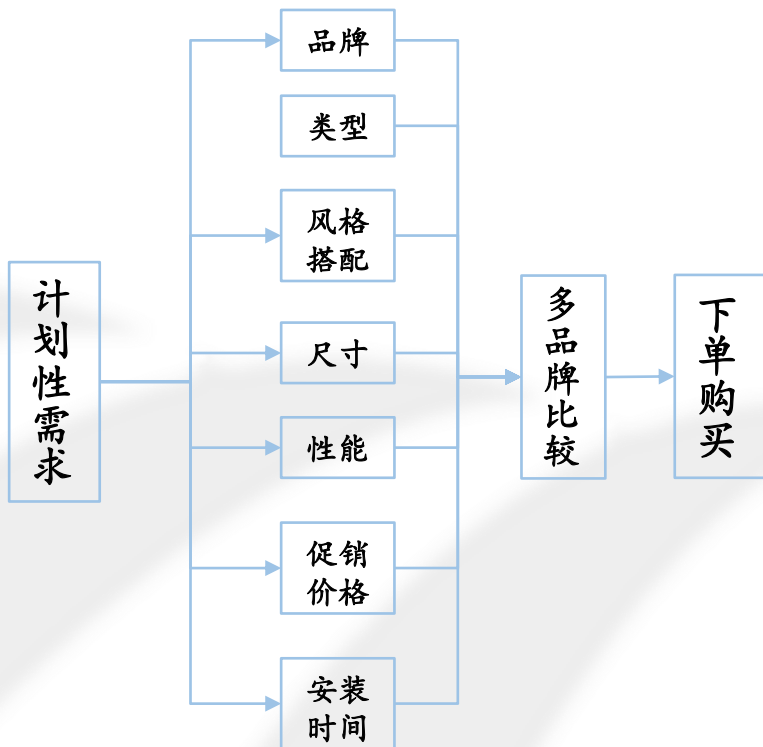 计划性需求
品牌
类型
风格
搭配
尺寸
性能
促销
价格
安装
时间
多品牌比较
下单购买